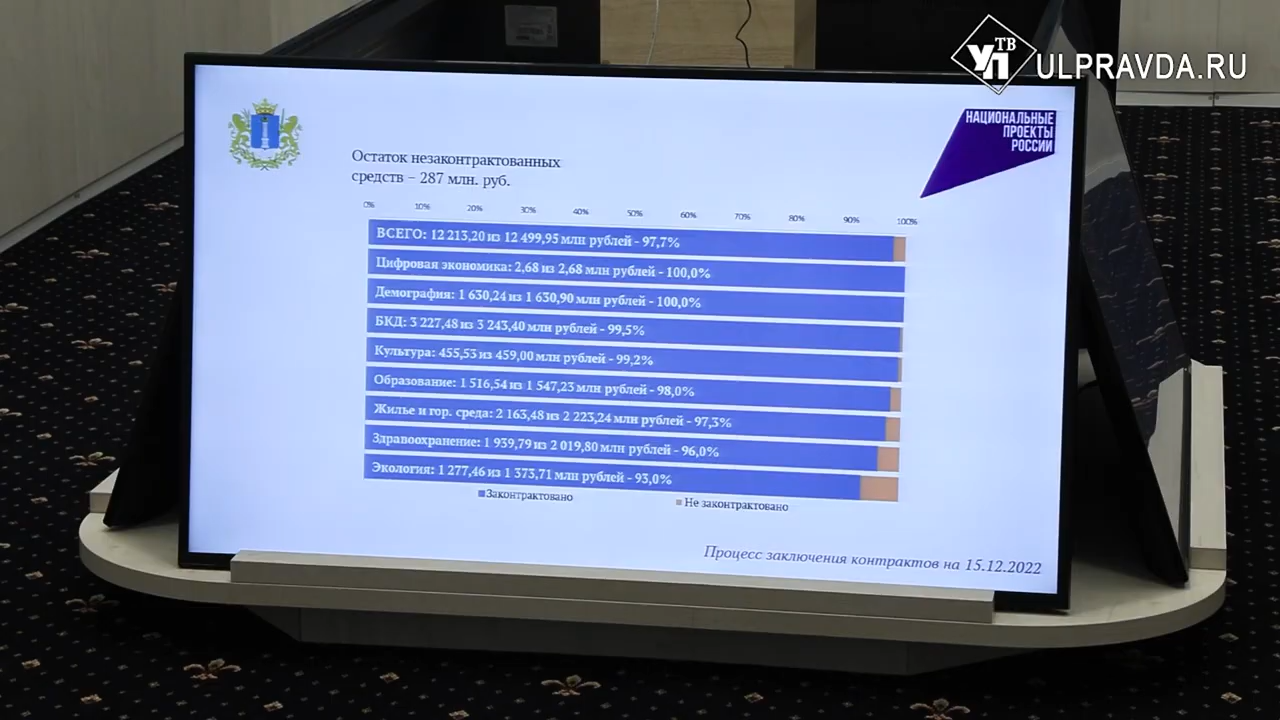 УП ТВ ULPRAVDA.RU
НАЦИОНАЛЬНЫЕ
ПРОЕКТЫ
РОССИИ
Остаток незаконтрактованных
средств – 287 млн. руб.
0% 10% 20% 30% 40% 50% 60% 70% 80% 90% 100%
ВСЕГО: 12 213,20 из 12 499,95 млн рублей - 97,7%
Цифровая экономика: 2,68 из 2,68 млн рублей - 100,0%
Демография: 1 630,24 из 1 630,90 млн рублей - 100,0%
БКД: 3 227,48 из 3 243,40 млн рублей - 99,5%
Культура: 455,53 из 459,00 млн рублей - 99,2%
Образование: 1 516,54 из 1 547,23 млн рублей - 98,0%
Жилье и гор. среда: 2 163,48 из 2 223,24 млн рублей - 97,3%
Здравоохранение: 1 939,79 из 2 019,80 млн рублей - 96,0%
Экология: 1 277,46 из 1 373,71 млн рублей - 93,0%
Законтрактовано Не законтрактовано
Процесс заключения контрактов на 15.12.2022